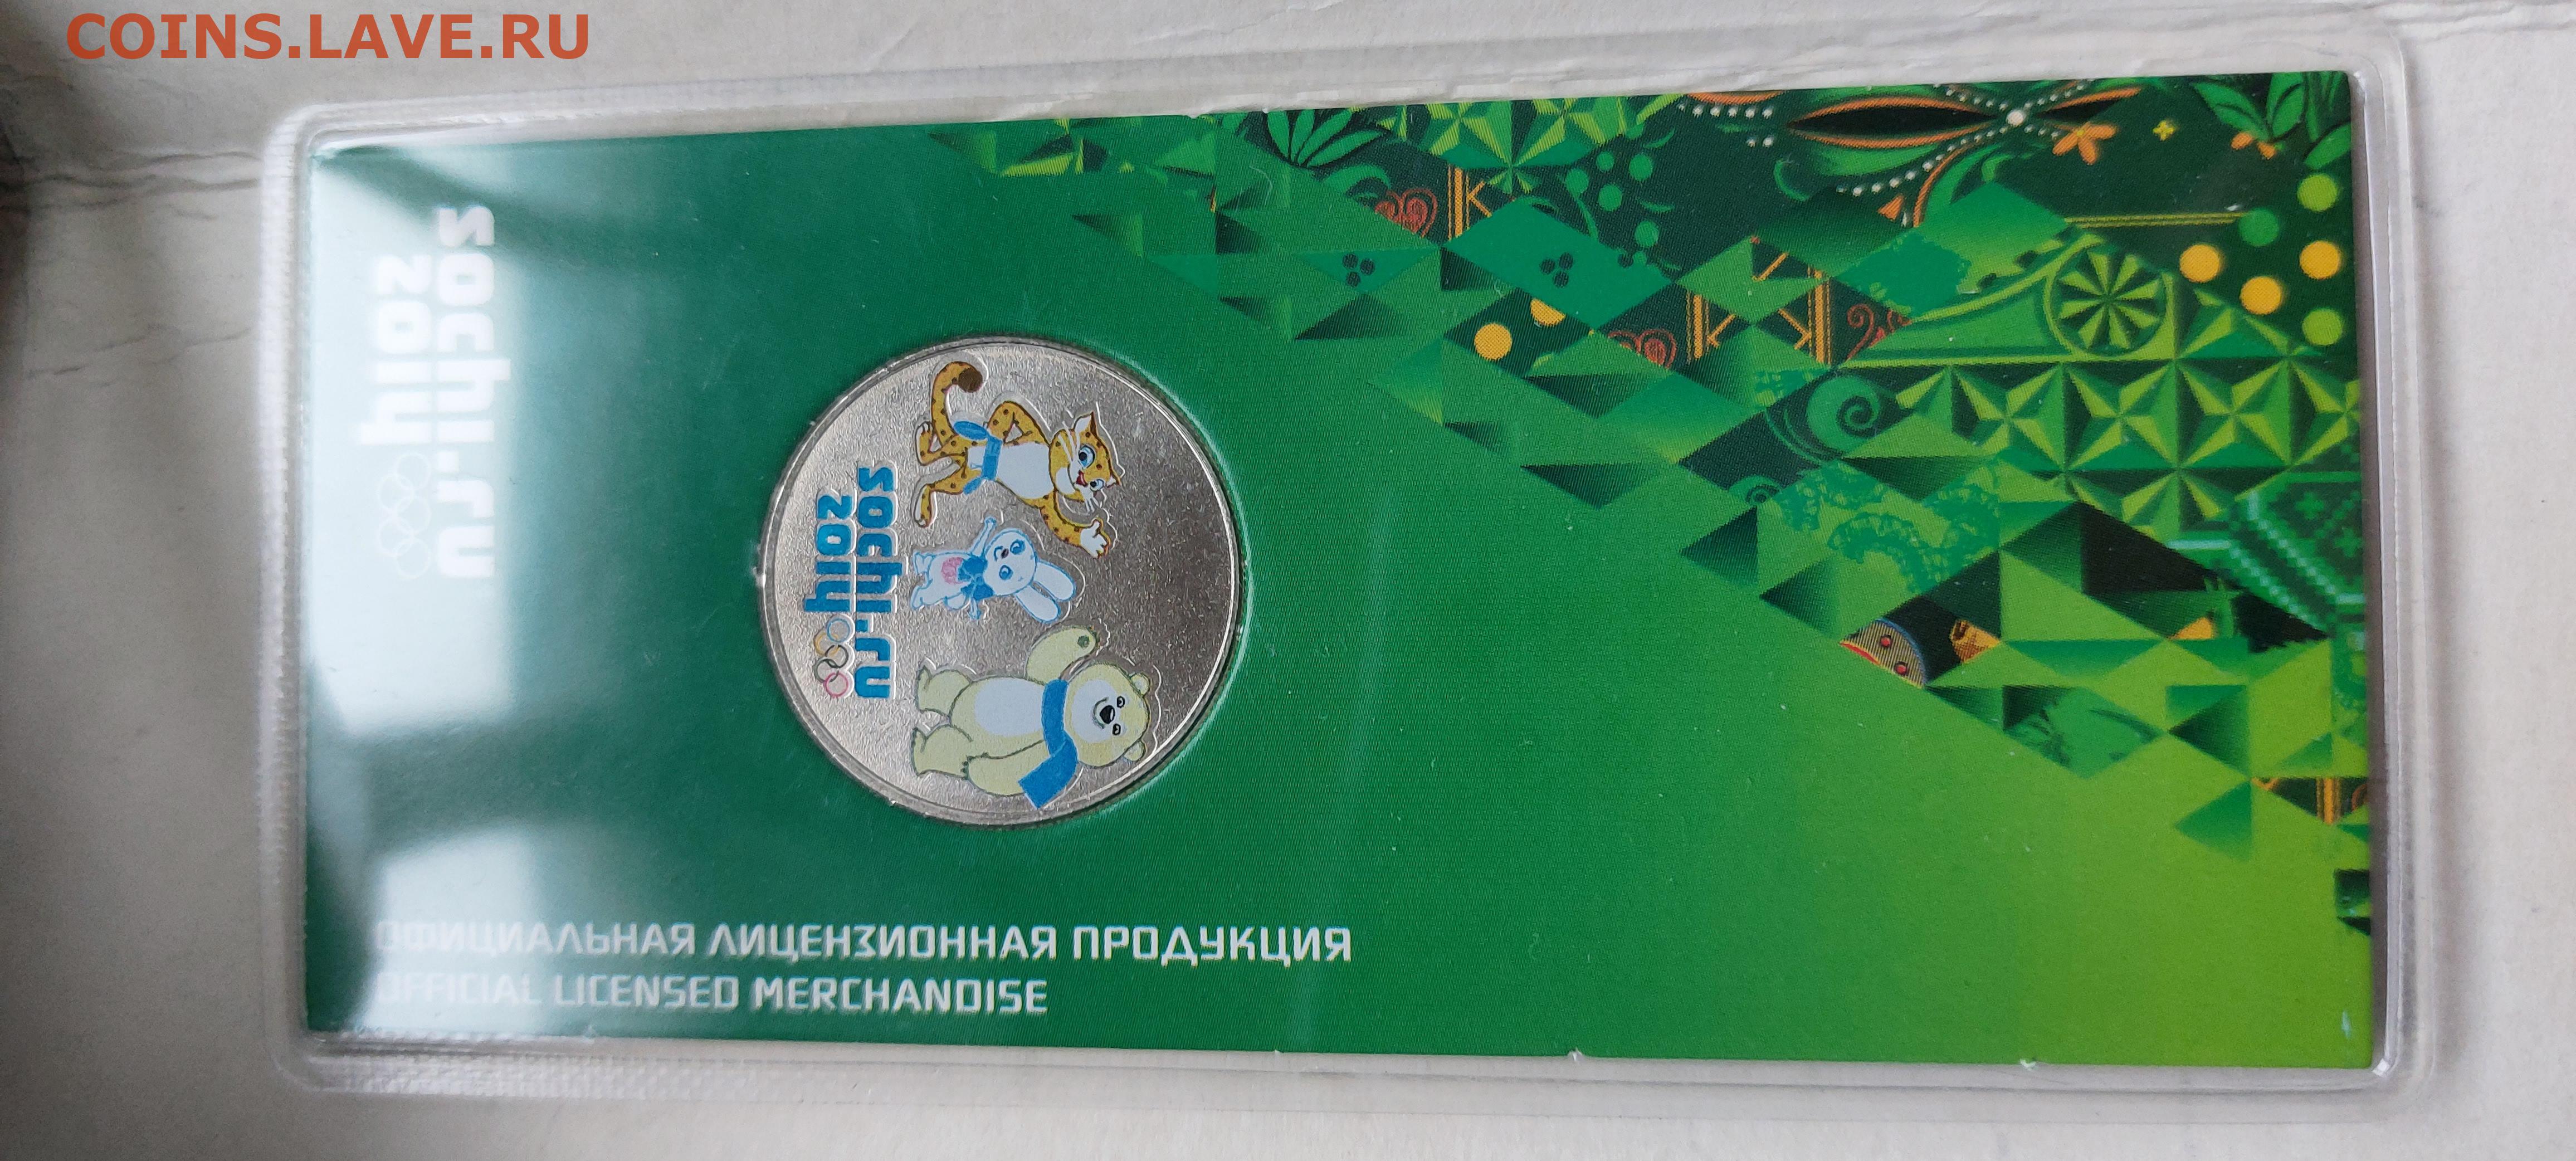 COINS.LAVE.RU
sochi.ru
2014
sochi.ru
2014
ОФИЦИАЛЬНАЯ ЛИЦЕНЗИОННАЯ ПРОДУКЦИЯ
OFFICIAL LICENSED MERCHANDISE